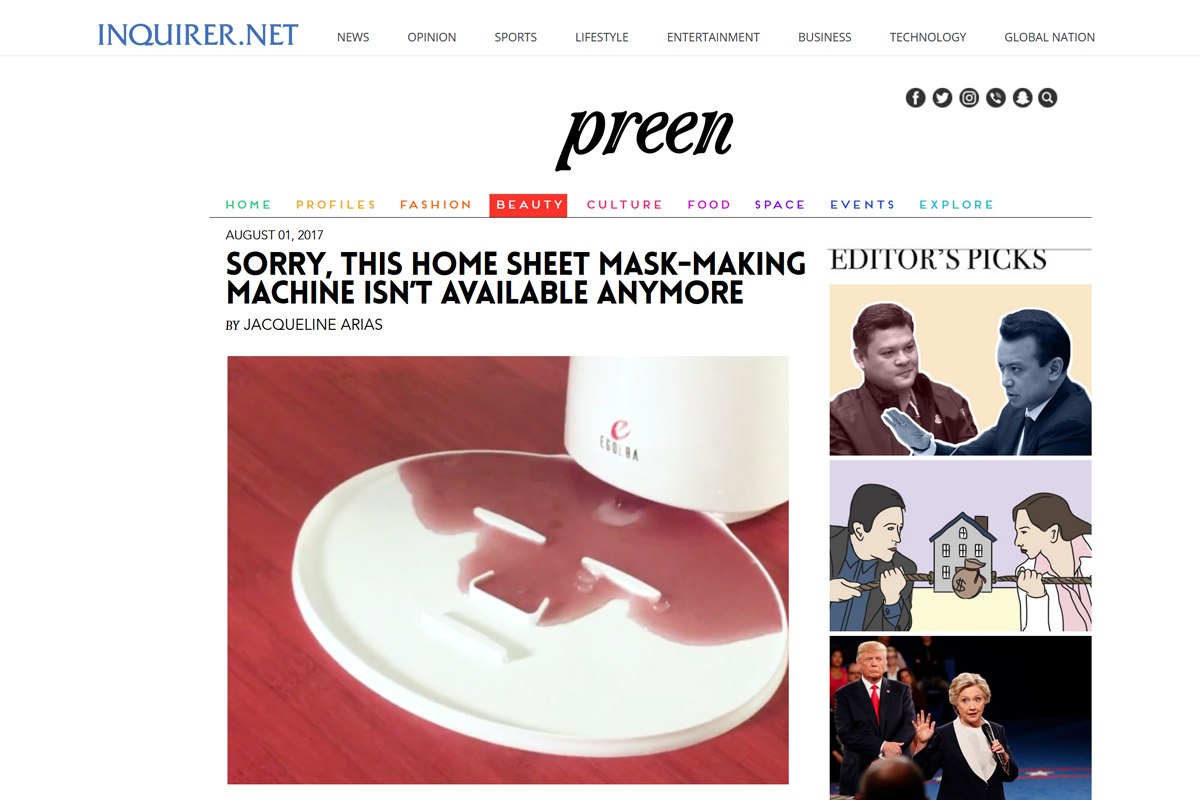 INQUIRER.NET
NEWS OPINION SPORTS LIFESTYLE ENTERTAINMENT BUSINESS TECHNOLOGY GLOBAL NATION
preen
HOME PROFILES FASHION BEAUTY CULTURE FOOD SPACE EVENTS EXPLORE
AUGUST 01, 2017
SORRY, THIS HOME SHEET MASK-MAKING
MACHINE ISN'T AVAILABLE ANYMORE
BY JACQUELINE ARIAS
e
EGOERA
EDITOR'S PICKS
$